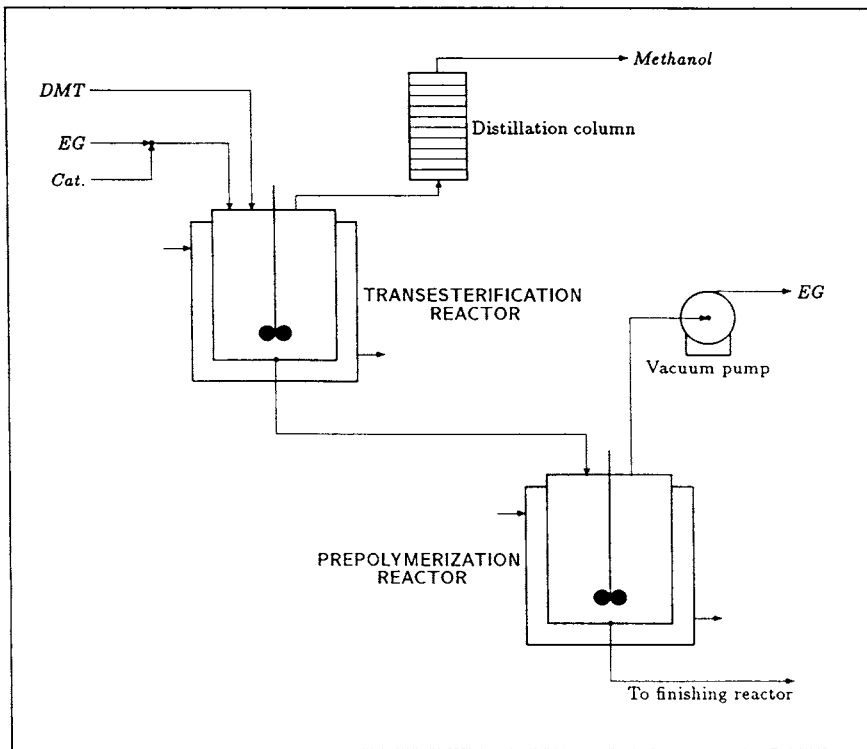 Methanol
DMT
Distillation column
EG
Cat.
TRANSESTERIFICATION
REACTOR
EG
Vacuum pump
PREPOLYMERIZATION
REACTOR
To finishing reactor